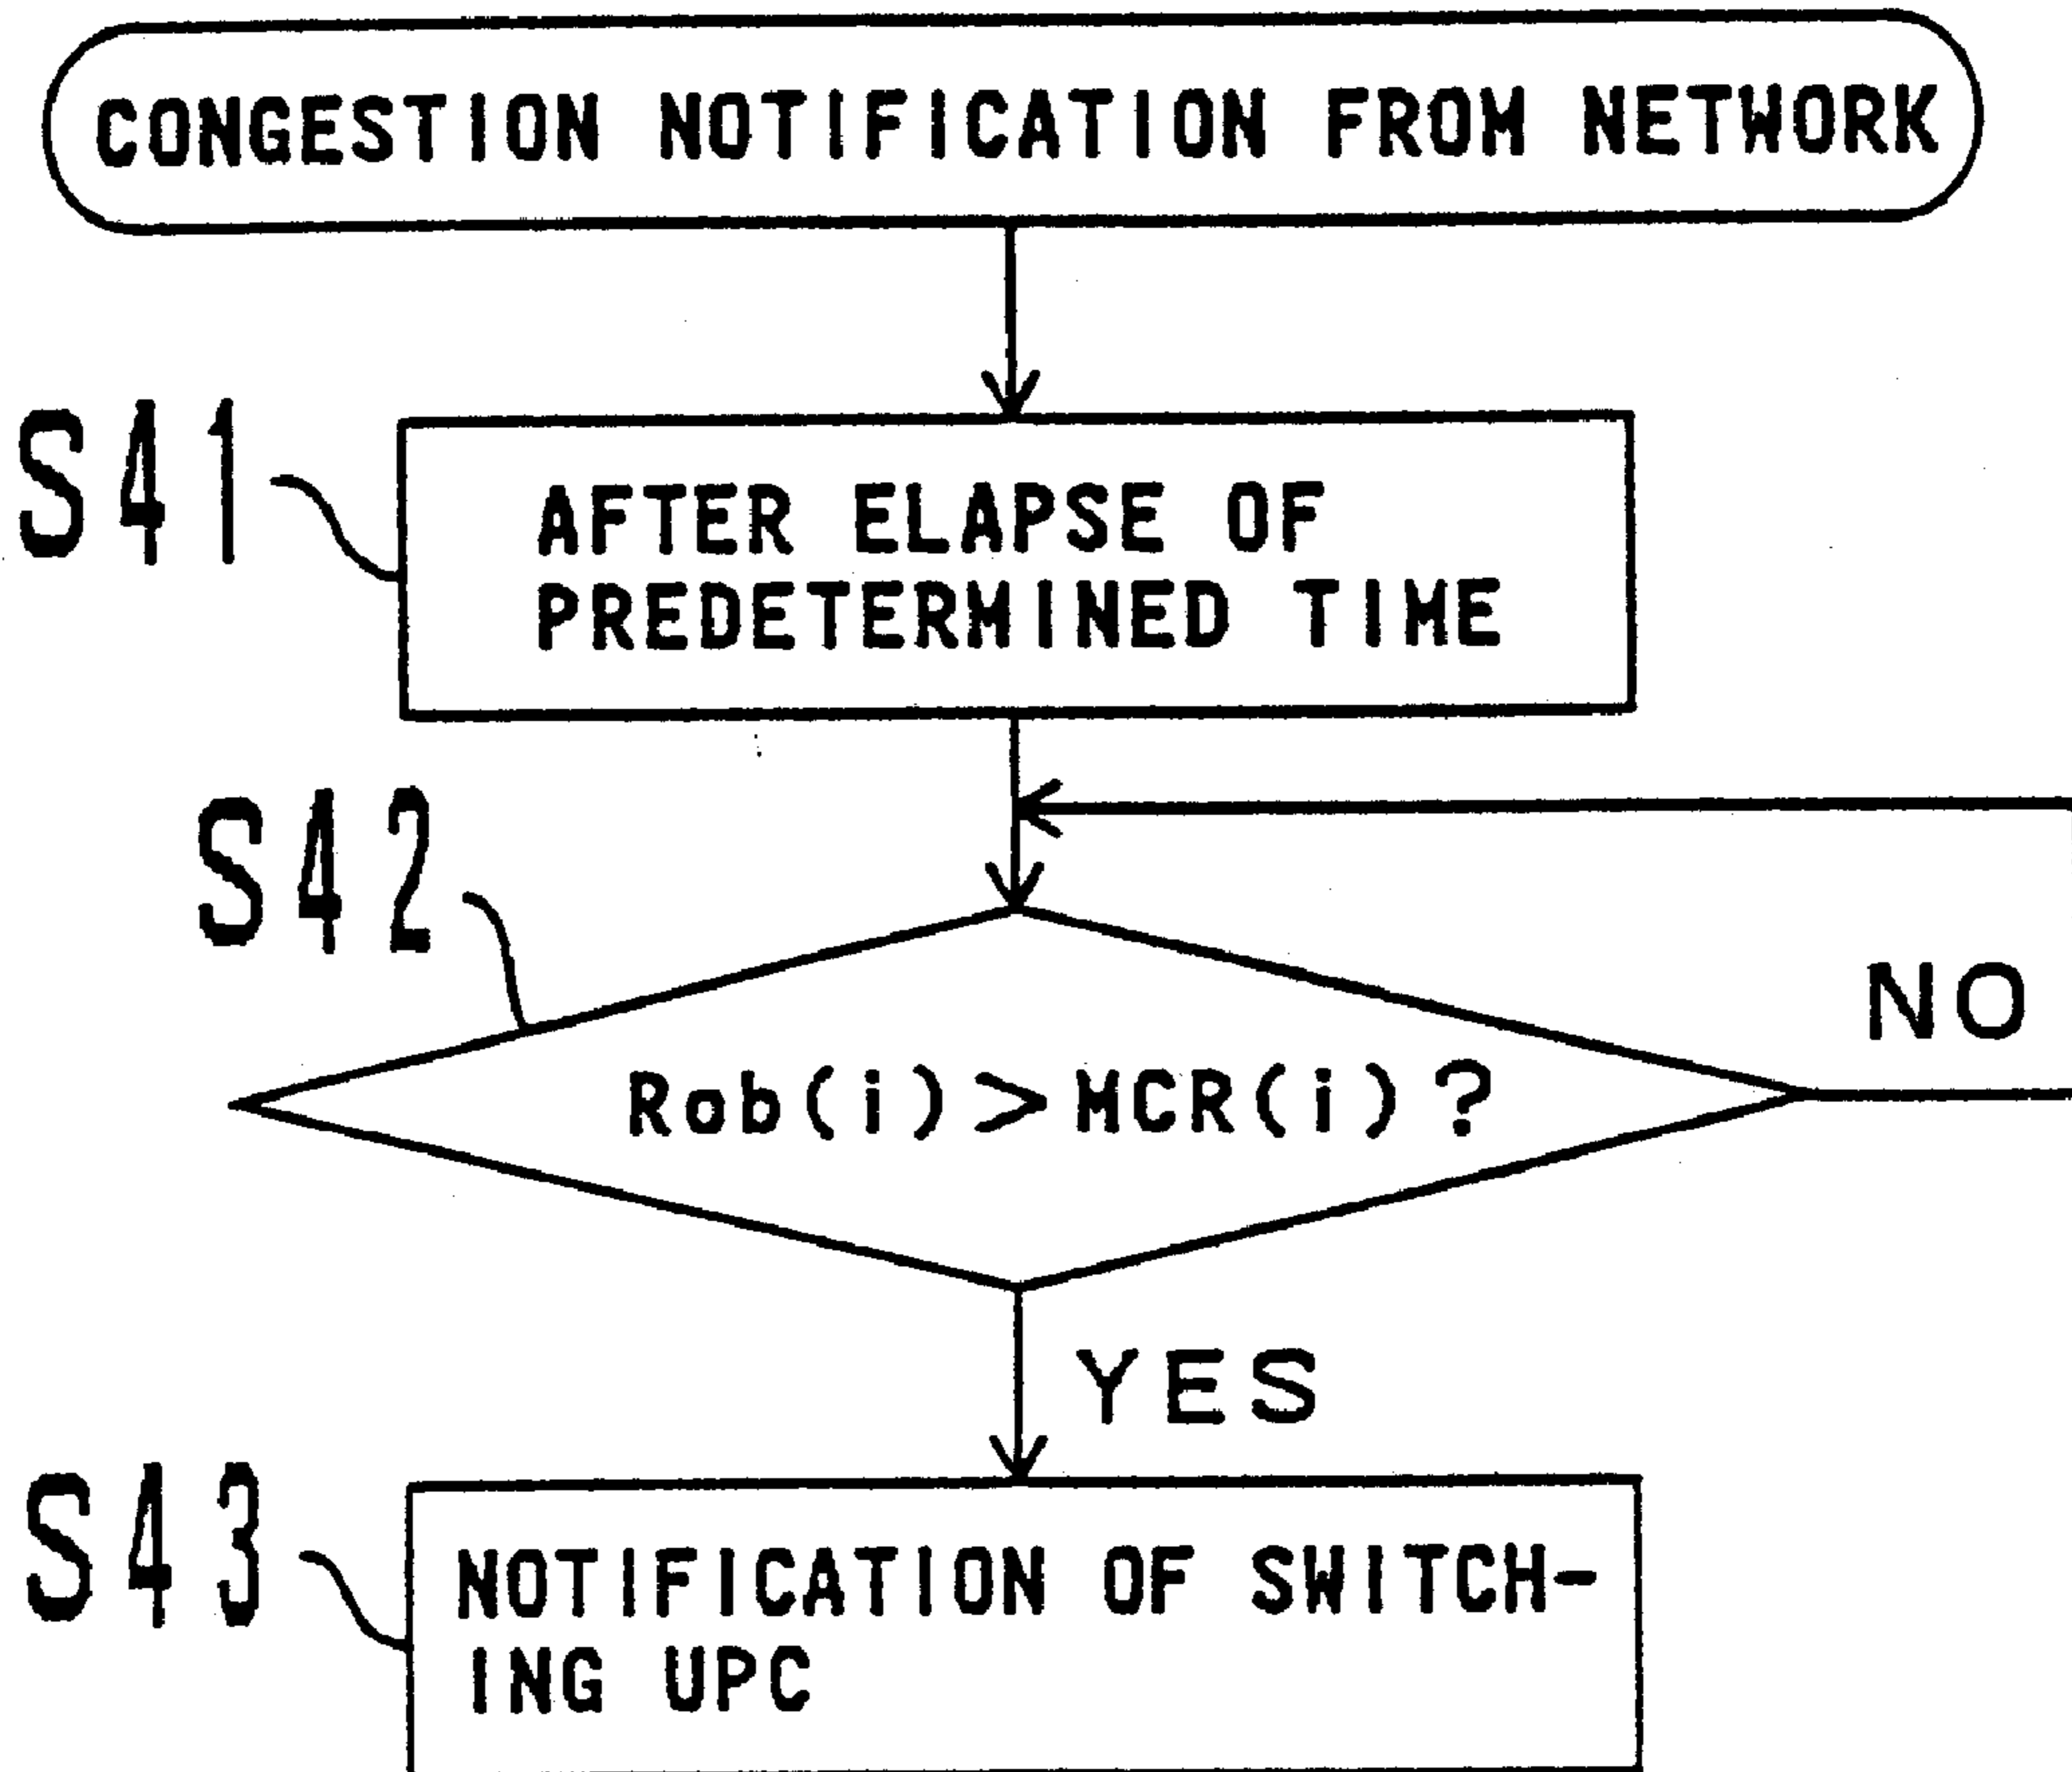 CONGESTION NOTIFICATION FROM NETWORK
S41
AFTER ELAPSE OF
PREDETERMINED TIME
S42
NO
Rob(i)>MCR(i)?
YES
S43
NOTIFICATION OF SWITCH-
ING UPC